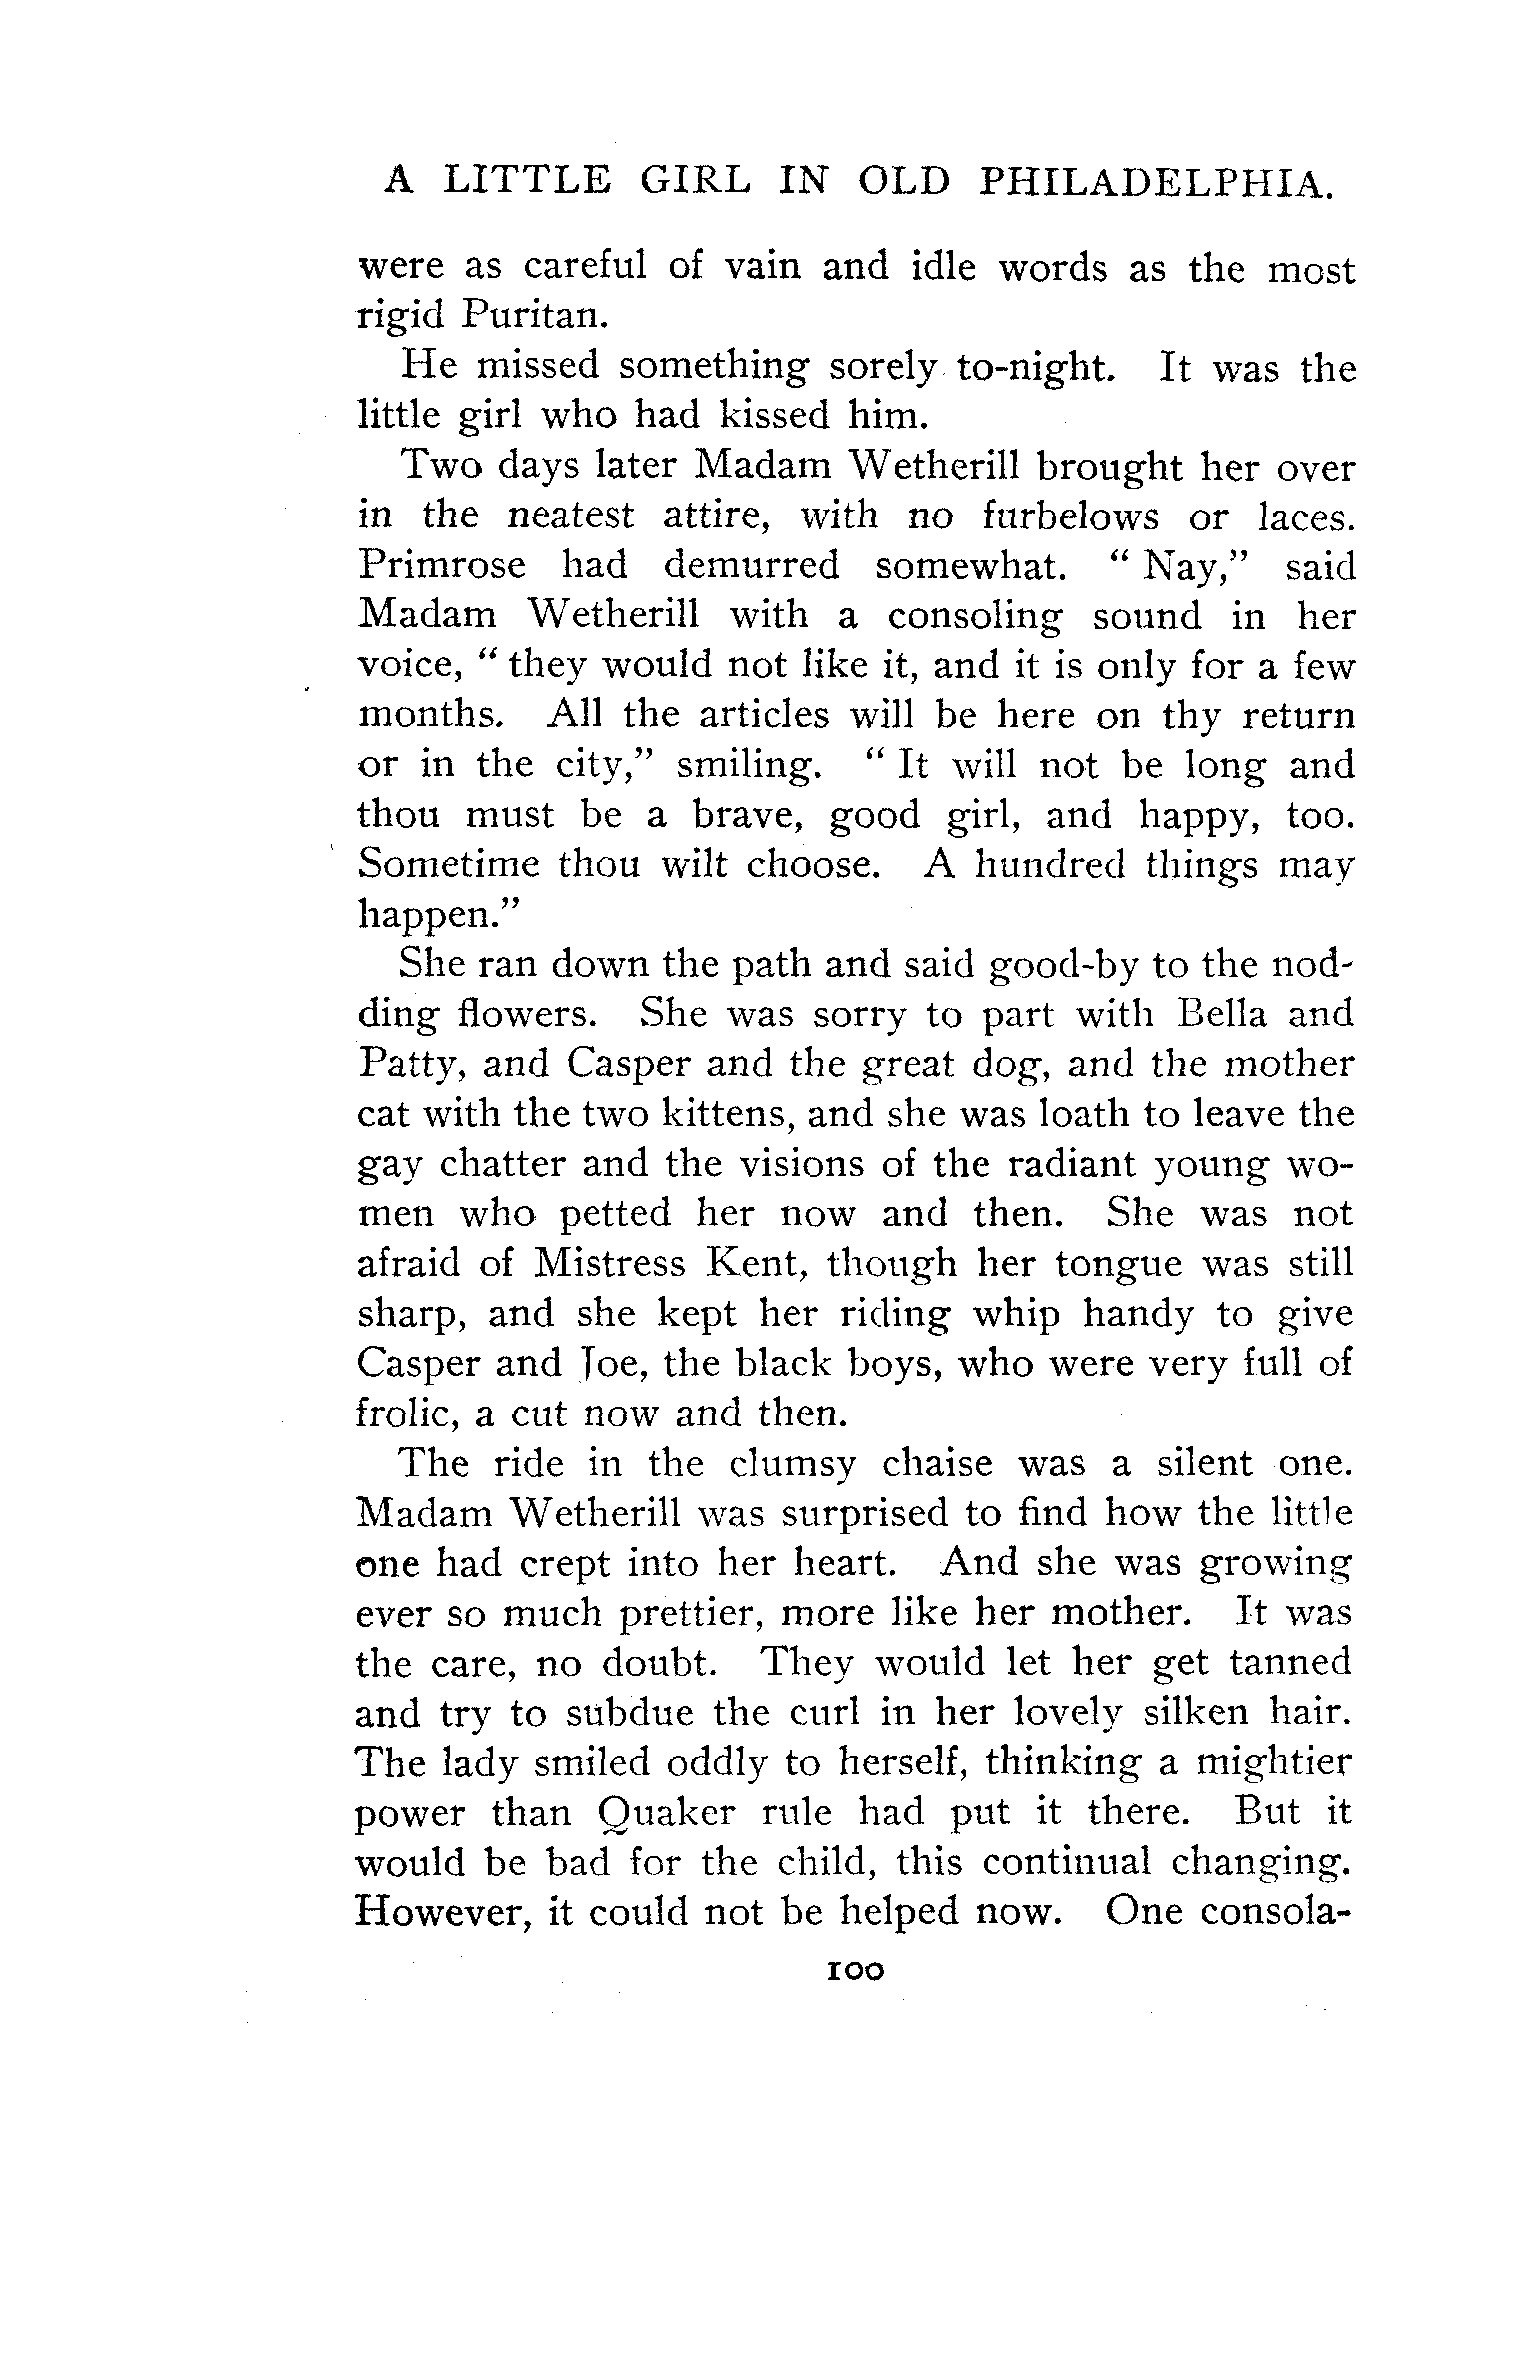 A LITTLE GIRL IN OLD PHILADELPHIA.
were as careful of vain and idle words as the most
rigid Puritan.
He missed something sorely to-night. It was the
little girl who had kissed him.
Two days later Madam Wetherill brought her over
in the neatest attire, with no furbelows or laces.
Primrose had demurred somewhat. “ Nay,” said
Madam Wetherill with a consoling sound in her
voice, “ they would not like it, and it is only for a few
months. All the articles will be here on thy return
or in the city,” smiling. “ It will not be long and
thou must be a brave, good girl, and happy, too.
Sometime thou wilt choose. A hundred things may
happen.”
She ran down the path and said good-by to the nod-
ding flowers. She was sorry to part with Bella and
Patty, and Casper and the great dog, and the mother
cat with the two kittens, and she was loath to leave the
gay chatter and the visions of the radiant young wo-
men who petted her now and then. She was not
afraid of Mistress Kent, though her tongue was still
sharp, and she kept her riding whip handy to give
Casper and Joe, the black boys, who were very full of
frolic, a cut now and then.
The ride in the clumsy chaise was a silent one.
Madam Wetherill was surprised to find how the little
one had crept into her heart. And she was growing
ever so much prettier, more like her mother. It was
the care, no doubt. They would let her get tanned
and try to subdue the curl in her lovely silken hair.
The lady smiled oddly to herself, thinking a mightier
power than Quaker rule had put it there. But it
would be bad for the child, this continual changing.
However, it could not be helped now. One consola-
100